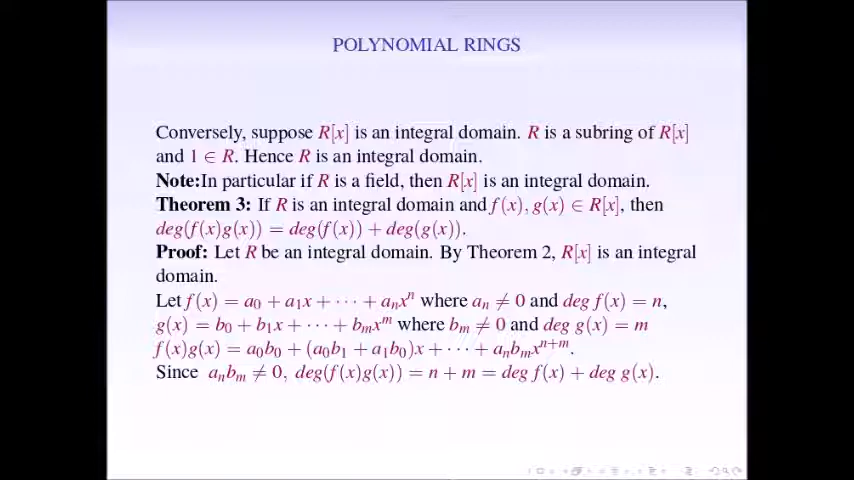 POLYNOMIAL RINGS
Conversely, suppose R[x] is an integral domain. R is a subring of R[x]
and 1 ∈ R. Hence R is an integral domain.
Note:In particular if R is a field, then R[x] is an integral domain.
Theorem 3: If R is an integral domain and f(x), g(x) ∈ R[x], then
deg(f(x)g(x)) = deg(f(x)) + deg(g(x)).
Proof: Let R be an integral domain. By Theorem 2, R[x] is an integral
domain.
Let f(x) = a₀ + a₁x + ⋯ + aₙxⁿ where aₙ ≠ 0 and deg f(x) = n,
g(x) = b₀ + b₁x + ⋯ + bₘxᵐ where bₘ ≠ 0 and deg g(x) = m
f(x)g(x) = a₀b₀ + (a₀b₁ + a₁b₀)x + ⋯ + aₙbₘxⁿ⁺ᵐ.
Since aₙbₘ ≠ 0, deg(f(x)g(x)) = n + m = deg f(x) + deg g(x).